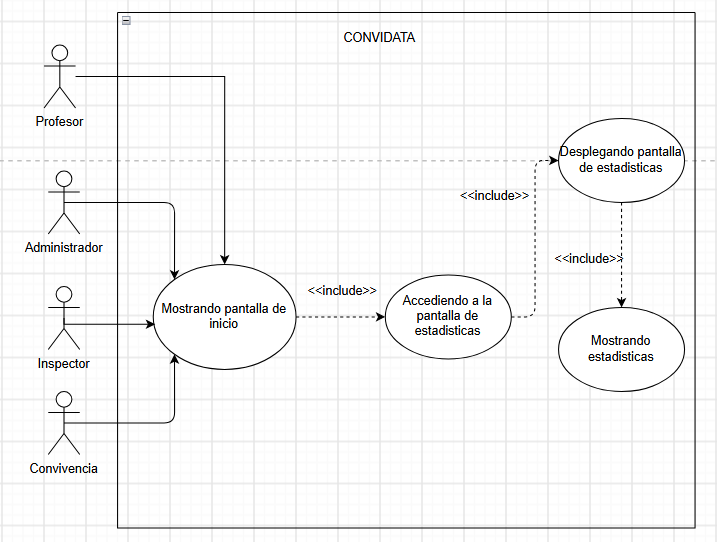 CONVIDATA
Profesor
Administrador
Inspector
Convivencia
Mostrando pantalla de
inicio
<<include>>
Accediendo a la
pantalla de
estadisticas
<<include>>
Desplegando pantalla
de estadisticas
<<include>>
Mostrando
estadisticas